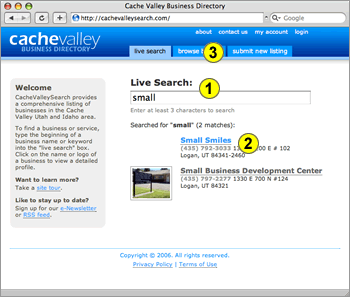 Cache Valley Business Directory
http://cachevalleysearch.com/
Google
about contact us my account login
cachevalley
BUSINESS DIRECTORY
live search browse submit new listing
3
Welcome
CacheValleySearch provides
a comprehensive listing of
businesses in the Cache
Valley Utah and Idaho area.
To find a business or service,
type the beginning of a
business name or keyword
into the "live search" box.
Click on the name or logo
of a business to view a
detailed profile.
Want to learn more?
Take a site tour.
Like to stay up to date?
Sign up for our e-Newsletter
or RSS feed.
Live Search:
1
small
Enter at least 3 characters to search
Searched for "small" (2 matches):
Small Smiles
2
(435) 792-3033 E # 102
Logan, UT 84341-2460
Small Business Development Center
(435) 797-2277 1330 E 700 N #124
Logan, UT 84321
Copyright © 2006. All rights reserved.
Privacy Policy | Terms of Use